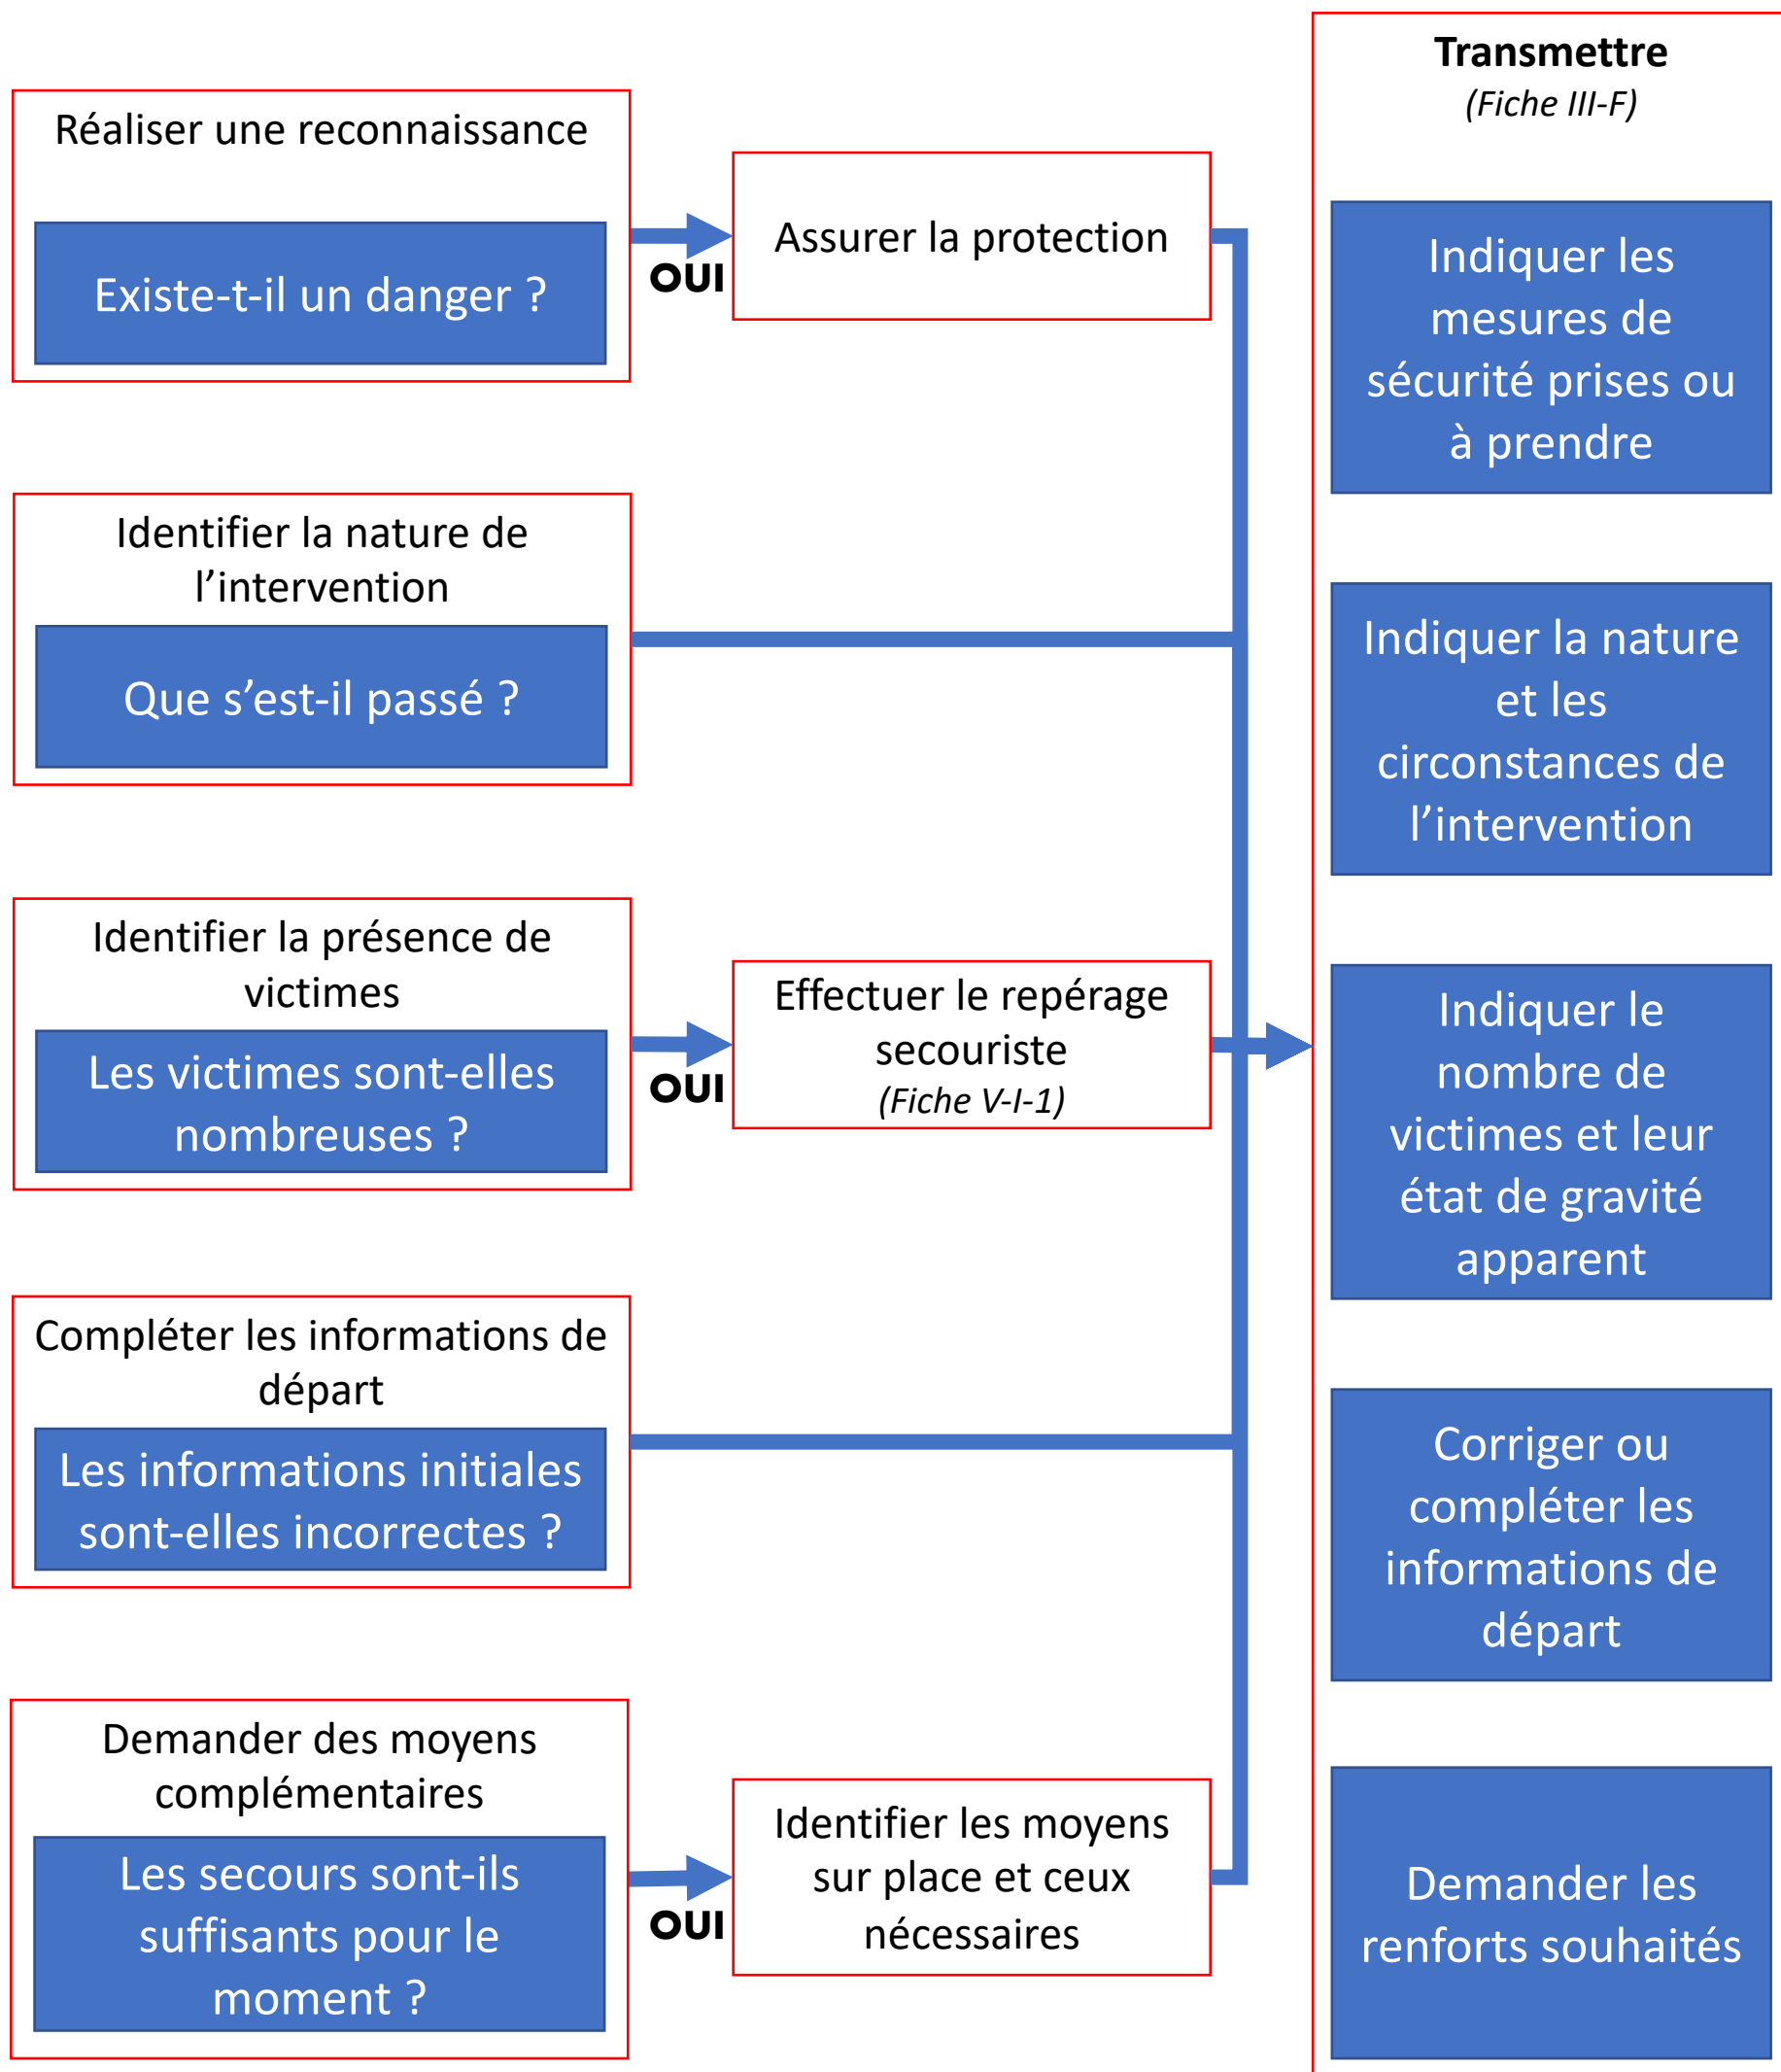 Réaliser une reconnaissance
Existe-t-il un danger ?
OUI
Assurer la protection
Identifier la nature de
l’intervention
Que s’est-il passé ?
Identifier la présence de
victimes
Les victimes sont-elles
nombreuses ?
OUI
Effectuer le repérage
secouriste
(Fiche V-I-1)
Compléter les informations de
départ
Les informations initiales
sont-elles incorrectes ?
Demander des moyens
complémentaires
Les secours sont-ils
suffisants pour le
moment ?
OUI
Identifier les moyens
sur place et ceux
nécessaires
Transmettre
(Fiche III-F)
Indiquer les
mesures de
sécurité prises ou
à prendre
Indiquer la nature
et les
circonstances de
l’intervention
Indiquer le
nombre de
victimes et leur
état de gravité
apparent
Corriger ou
compléter les
informations de
départ
Demander les
renforts souhaités